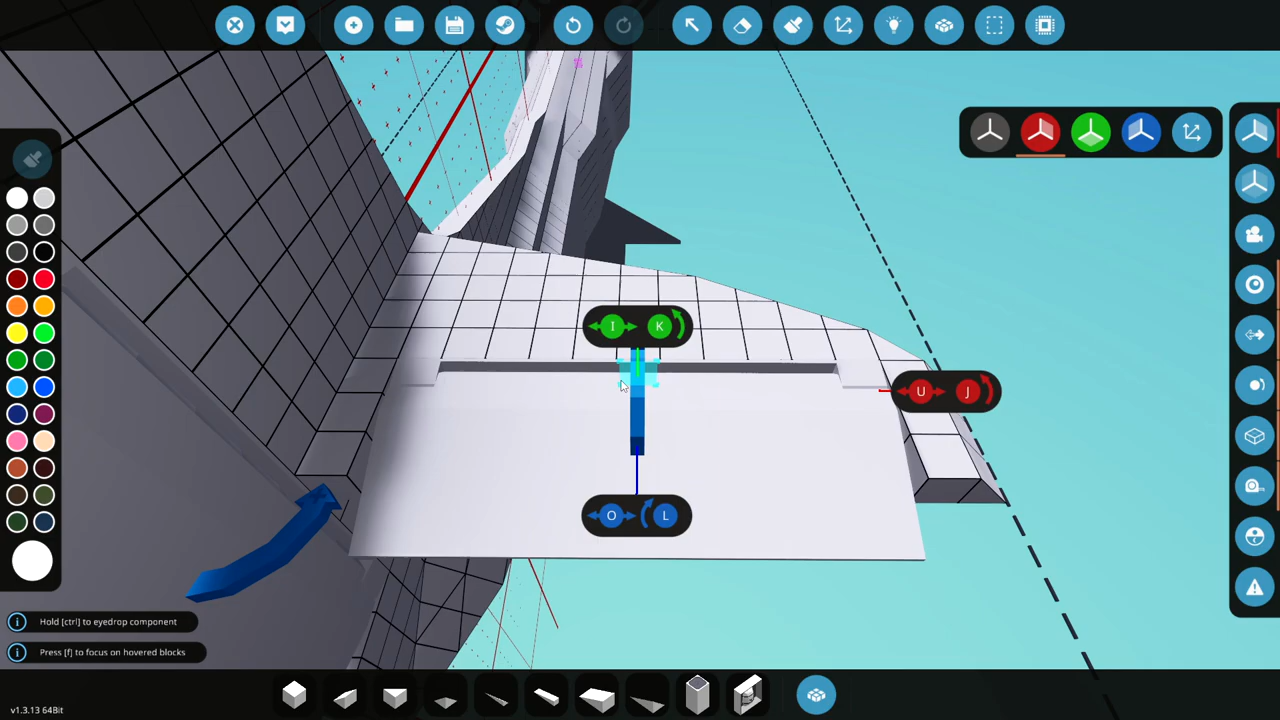 I K
U J
O L
Hold [ctrl] to eyedrop component
Press [f] to focus on hovered blocks
v1.3.13 64Bit